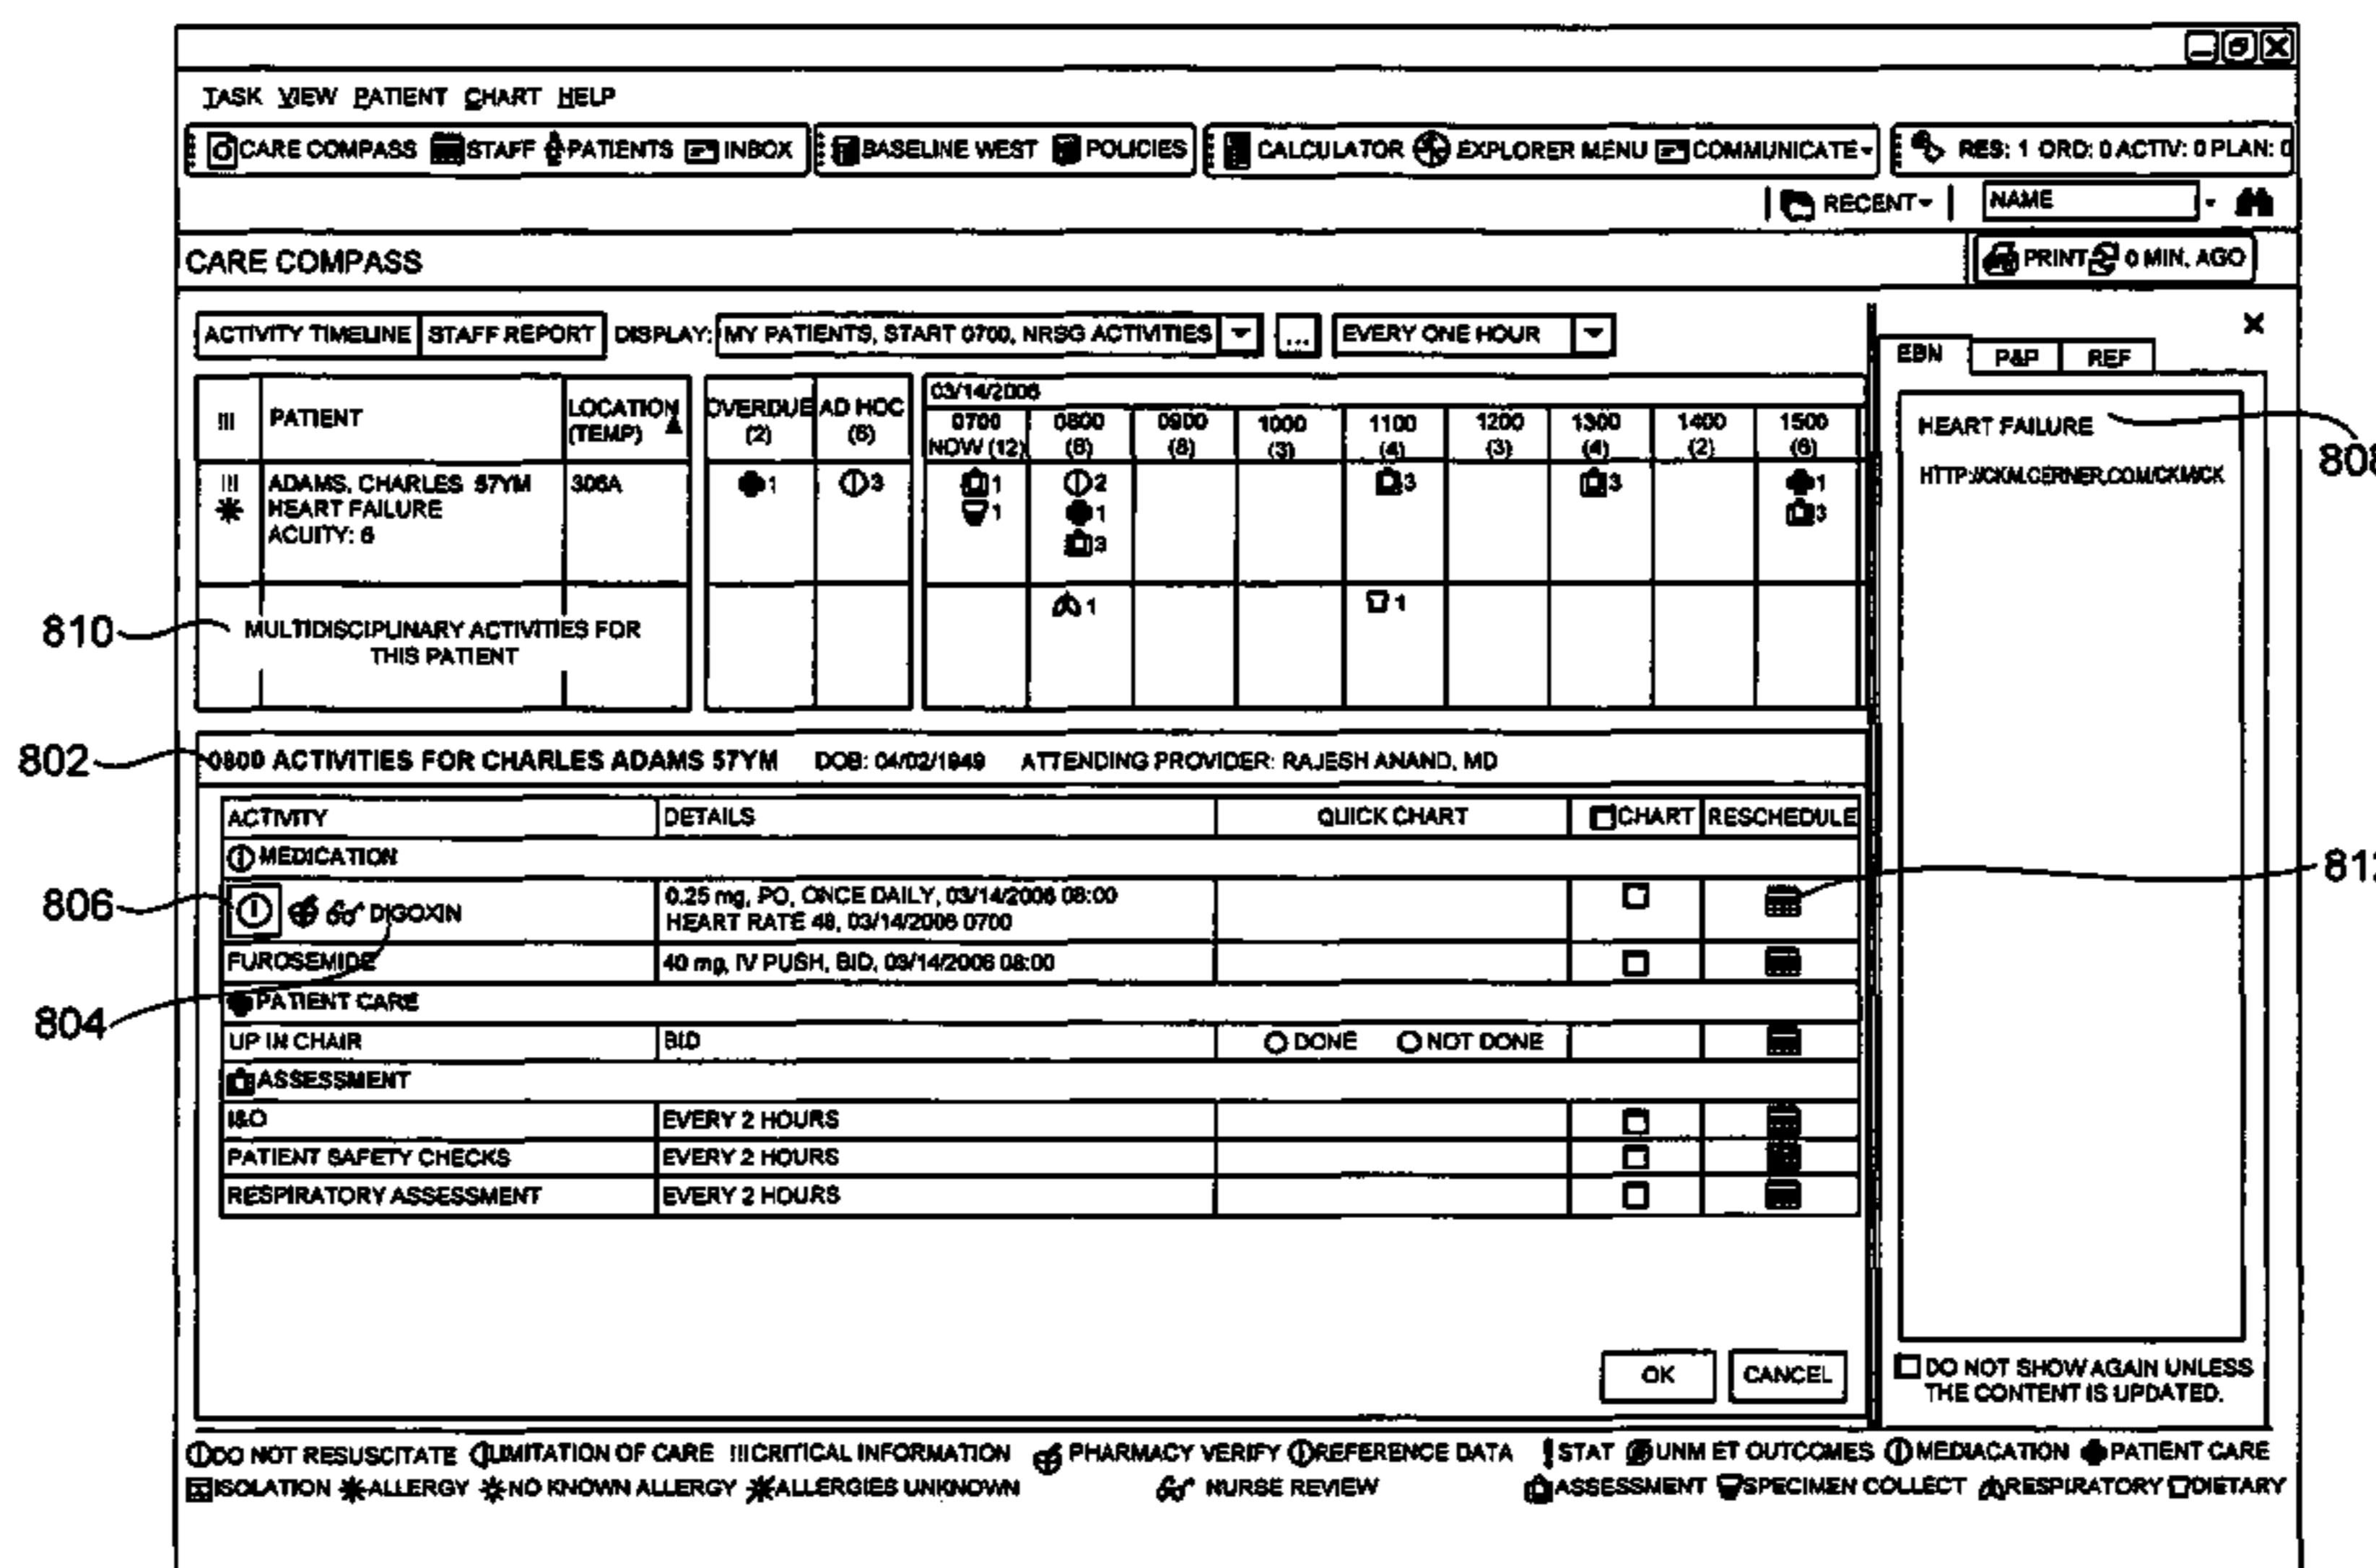 TASK VIEW PATIENT CHART HELP
CARE COMPASS STAFF PATIENTS INBOX BASELINE WEST POLICIES CALCULATOR EXPLORER MENU COMMUNICATE RES: 1 ORD: 0 ACTIV: 0 PLAN: 0
RECENT NAME
CARE COMPASS PRINT 0 MIN. AGO
ACTIVITY TIMELINE STAFF REPORT DISPLAY: MY PATIENTS, START 0700, NRSG ACTIVITIES ... EVERY ONE HOUR
EBN P&P REF
03/14/2006
!!! PATIENT LOCATION (TEMP) OVERDUE (2) AD HOC (6) 0700 NOW (12) 0800 (6) 0900 (8) 1000 (3) 1100 (4) 1200 (3) 1300 (4) 1400 (2) 1500 (6)
HEART FAILURE
808
!!! ADAMS, CHARLES 57YM 306A 1 3 1 2 3 3 1
HEART FAILURE 1 1 3
ACUITY: 6 3
1 1
810 MULTIDISCIPLINARY ACTIVITIES FOR
THIS PATIENT
802 0800 ACTIVITIES FOR CHARLES ADAMS 57YM DOB: 04/02/1949 ATTENDING PROVIDER: RAJESH ANAND, MD
ACTIVITY DETAILS QUICK CHART CHART RESCHEDULE
MEDICATION
812
806 DIGOXIN 0.25 mg, PO, ONCE DAILY, 03/14/2006 08:00
HEART RATE 48, 03/14/2006 0700
FUROSEMIDE 40 mg, IV PUSH, BID, 03/14/2006 08:00
PATIENT CARE
804
UP IN CHAIR BID DONE NOT DONE
ASSESSMENT
I&O EVERY 2 HOURS
PATIENT SAFETY CHECKS EVERY 2 HOURS
RESPIRATORY ASSESSMENT EVERY 2 HOURS
OK CANCEL
DO NOT SHOW AGAIN UNLESS
THE CONTENT IS UPDATED.
DO NOT RESUSCITATE LIMITATION OF CARE !!! CRITICAL INFORMATION PHARMACY VERIFY REFERENCE DATA ! STAT UNM ET OUTCOMES MEDIACATION PATIENT CARE
ISOLATION ALLERGY NO KNOWN ALLERGY ALLERGIES UNKNOWN NURSE REVIEW ASSESSMENT SPECIMEN COLLECT RESPIRATORY DIETARY